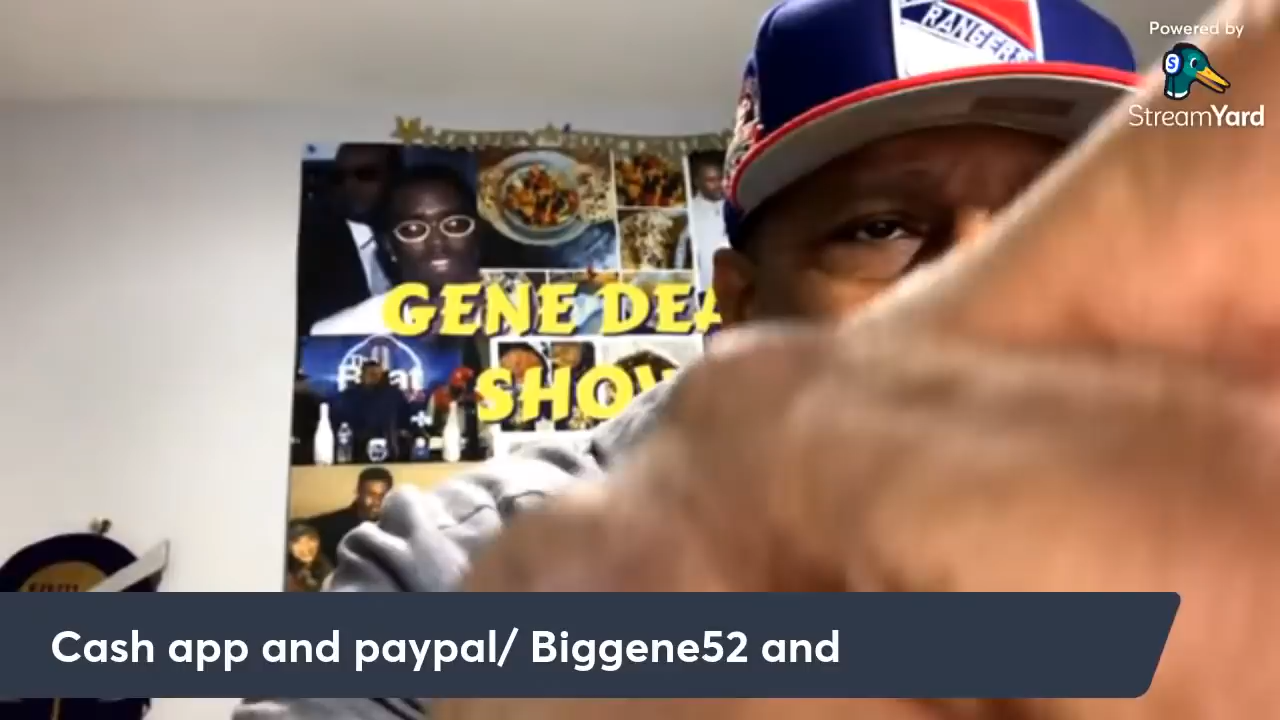 Powered by
StreamYard
RANGERS
GENE DEA
SHOW
Cash app and paypal/ Biggene52 and